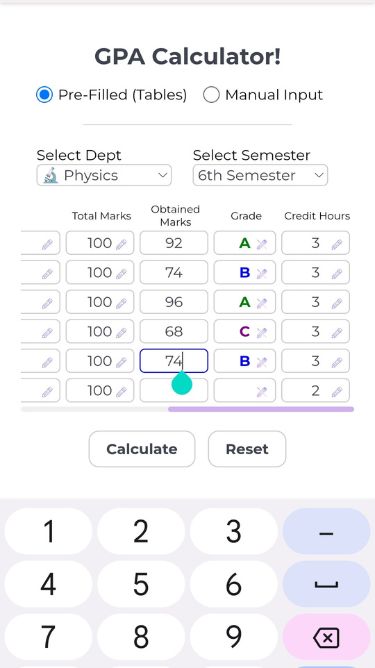 GPA Calculator!
Pre-Filled (Tables) Manual Input
Select Dept Select Semester
🔬 Physics 6th Semester
Total Marks Obtained Marks Grade Credit Hours
100 92 A 3
100 74 B 3
100 96 A 3
100 68 C 3
100 74 B 3
100 2
Calculate Reset
1 2 3 –
4 5 6
7 8 9